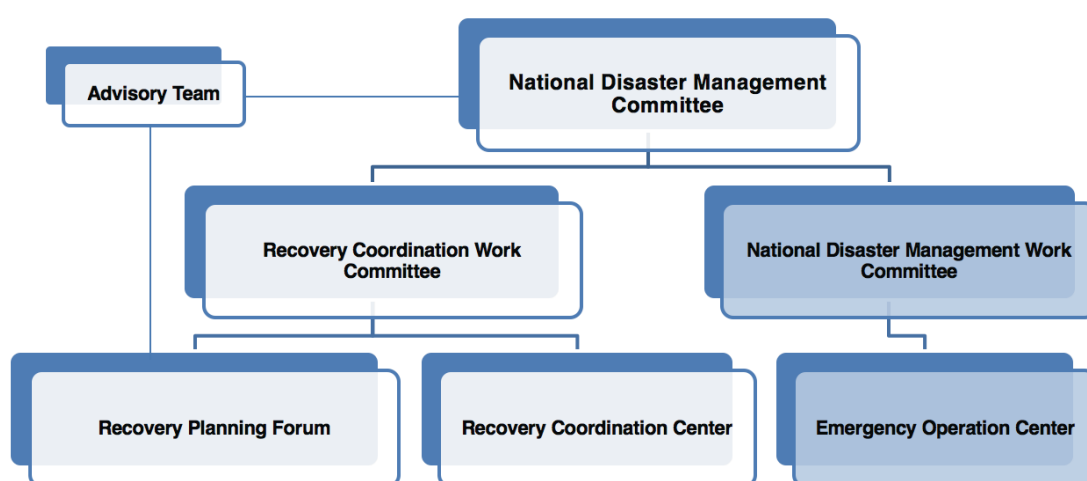 Advisory Team
National Disaster Management
Committee
Recovery Coordination Work
Committee
National Disaster Management Work
Committee
Recovery Planning Forum
Recovery Coordination Center
Emergency Operation Center